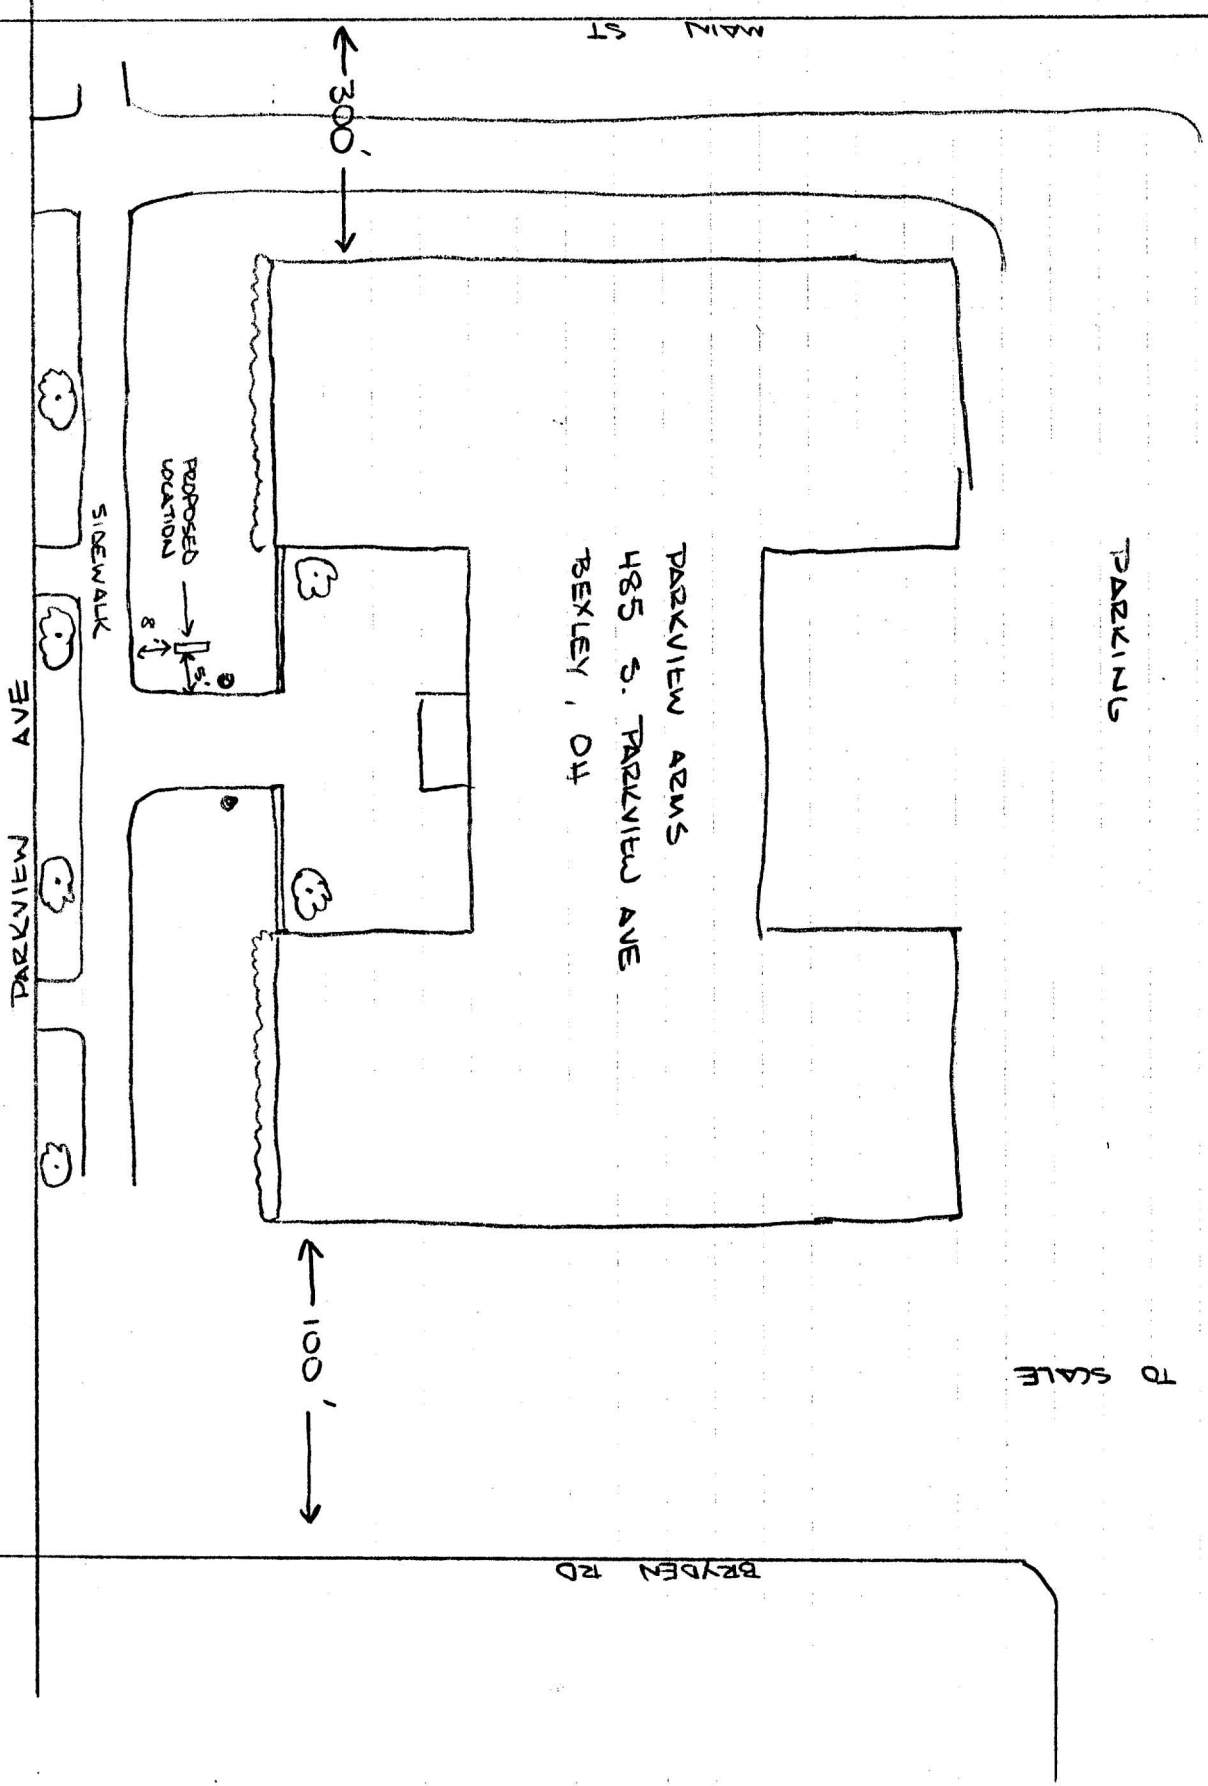 MAIN ST
300'
PARKING
PARKVIEW ARMS
485 S. PARKVIEW AVE
BEXLEY, OH
PROPOSED
LOCATION
8'
5'
SIDEWALK
PARKVIEW AVE
100'
TO SCALE
BRYDEN RD